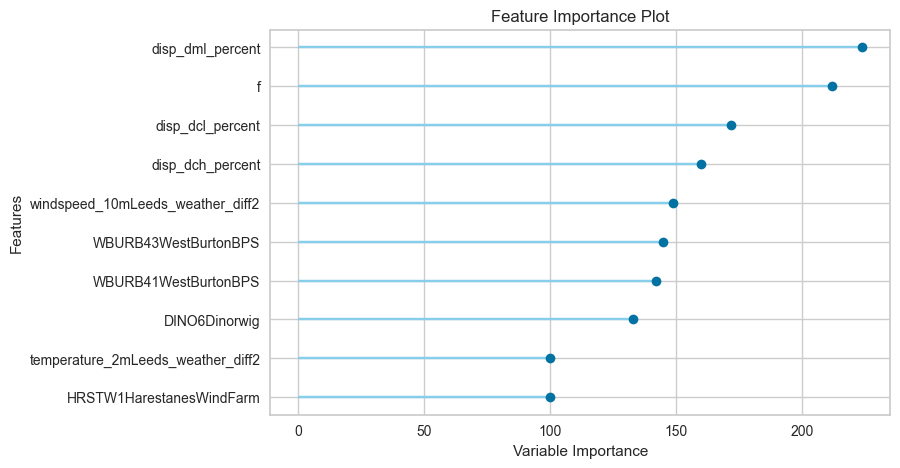 Feature Importance Plot
disp_dml_percent
f
disp_dcl_percent
disp_dch_percent
windspeed_10mLeeds_weather_diff2
WBURB43WestBurtonBPS
WBURB41WestBurtonBPS
DINO6Dinorwig
temperature_2mLeeds_weather_diff2
HRSTW1HarestanesWindFarm
Features
0 50 100 150 200
Variable Importance